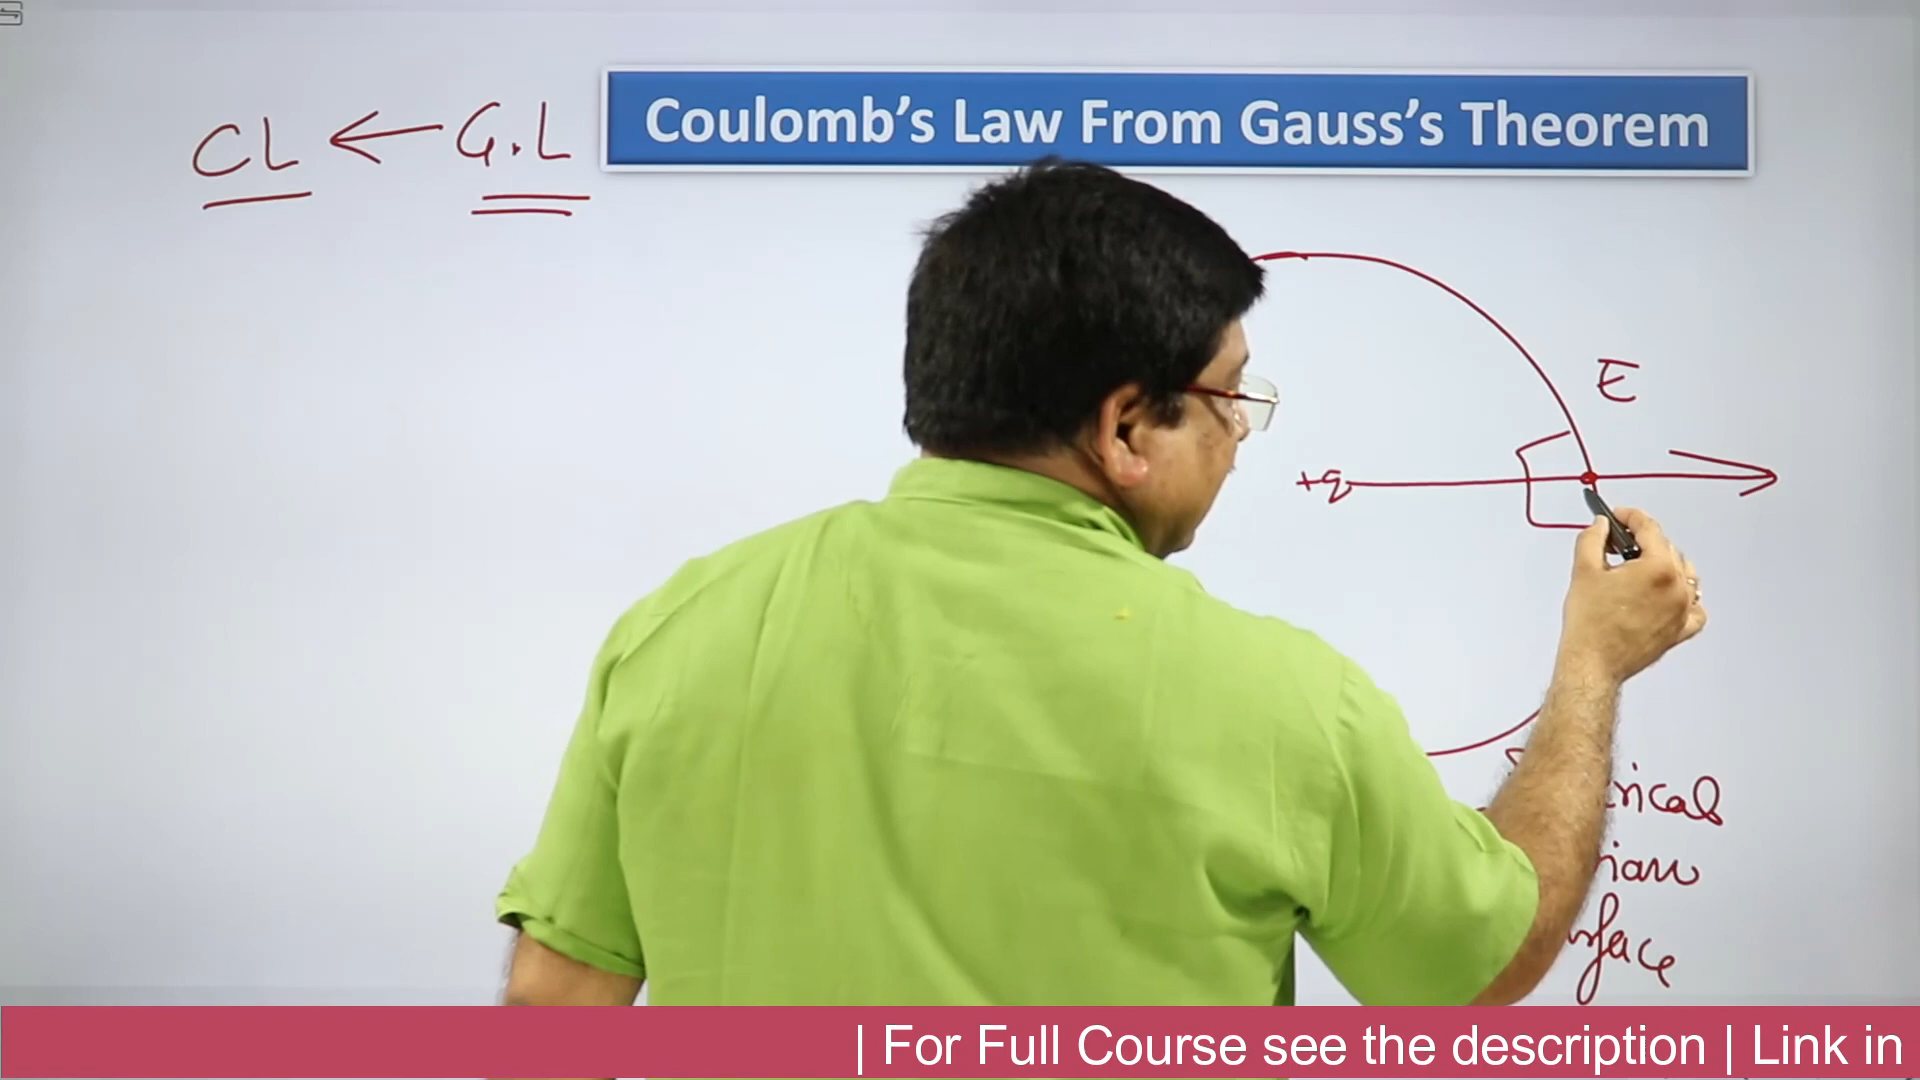 CL ← G.L
Coulomb's Law From Gauss's Theorem
E
+q
| For Full Course see the description | Link in